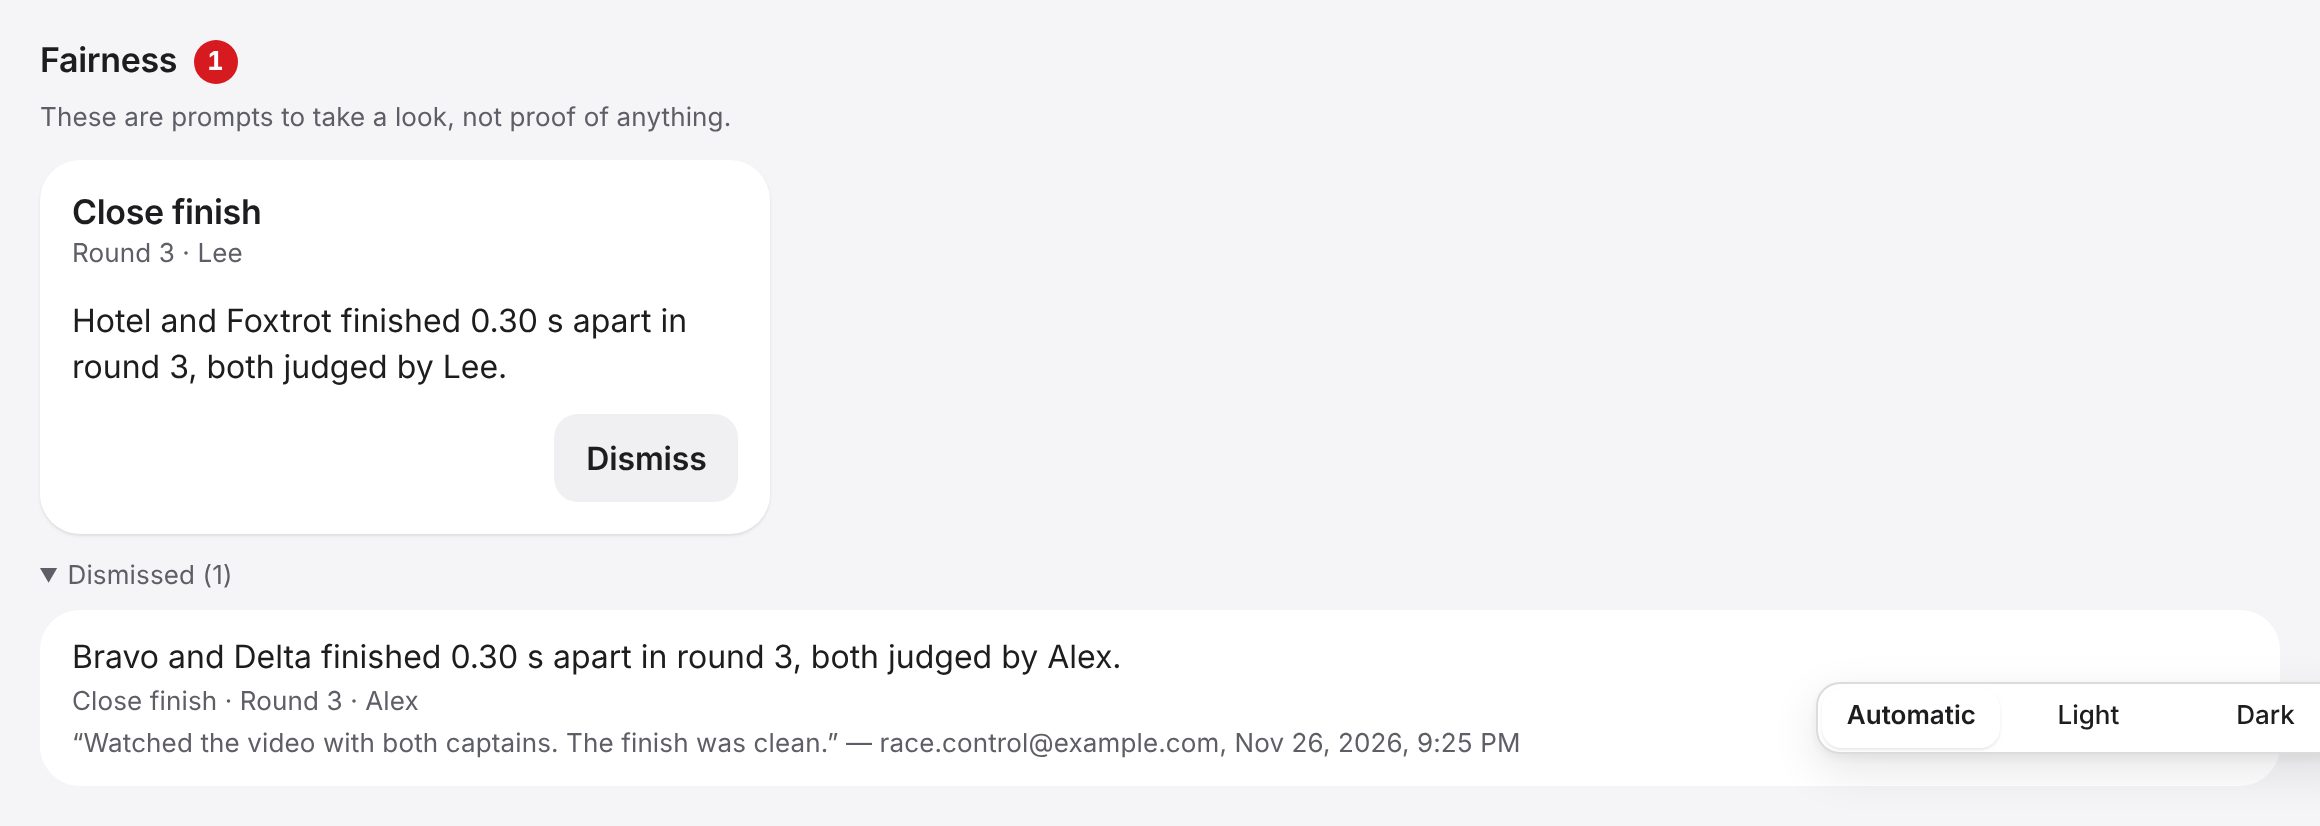 Fairness 1
These are prompts to take a look, not proof of anything.
Close finish
Round 3 · Lee
Hotel and Foxtrot finished 0.30 s apart in
round 3, both judged by Lee.
Dismiss
▼ Dismissed (1)
Bravo and Delta finished 0.30 s apart in round 3, both judged by Alex.
Close finish · Round 3 · Alex
“Watched the video with both captains. The finish was clean.” — race.control@example.com, Nov 26, 2026, 9:25 PM
Automatic Light Dark